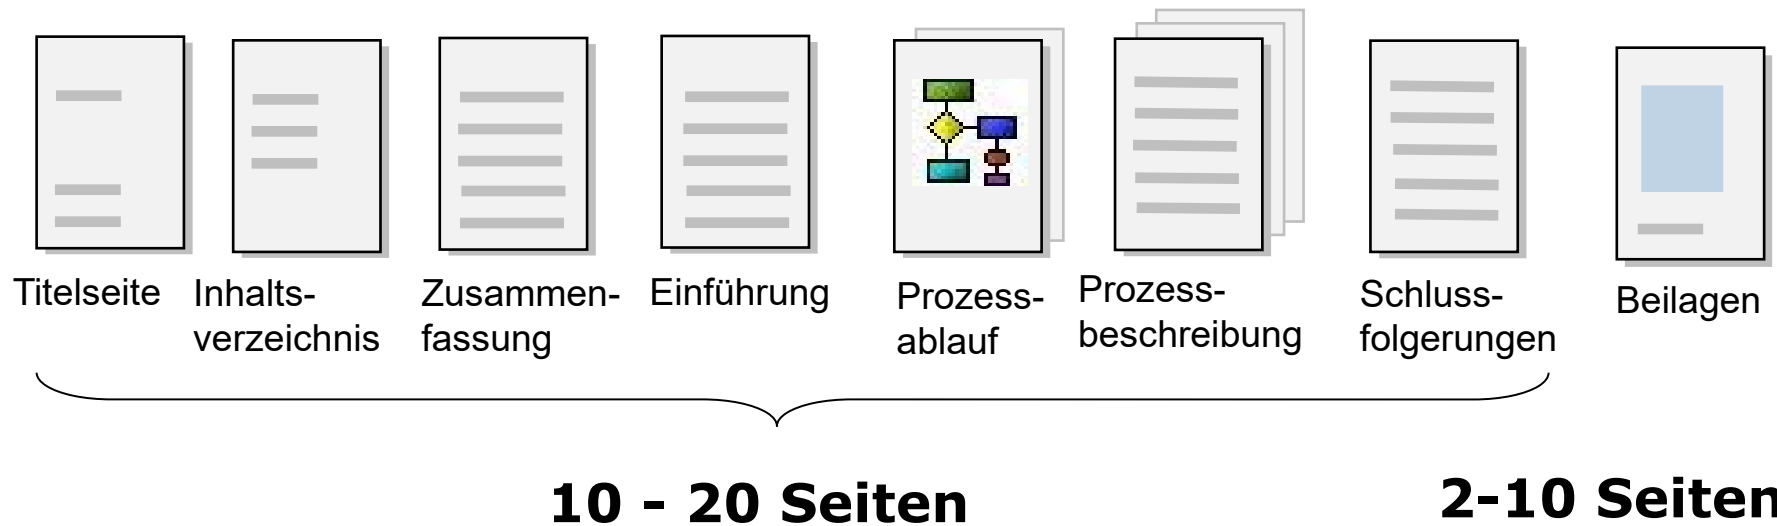 Titelseite
Inhalts-
verzeichnis
Zusammen-
fassung
Einführung
Prozess-
ablauf
Prozess-
beschreibung
Schluss-
folgerungen
Beilagen
10 - 20 Seiten
2-10 Seiten